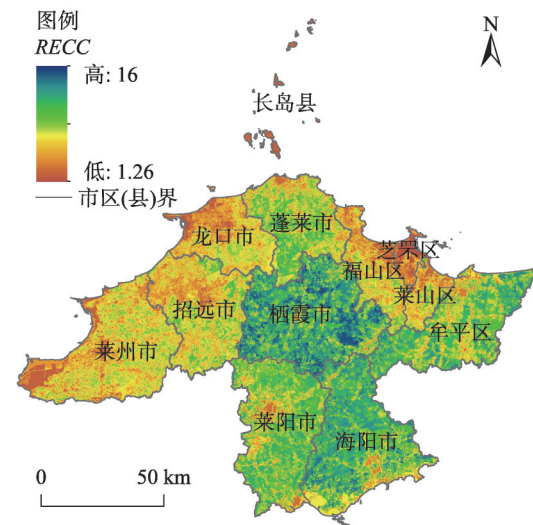 图例
RECC
高: 16
低: 1.26
市区(县)界
N
长岛县
蓬莱市
龙口市
芝罘区
福山区
莱山区
招远市
栖霞市
牟平区
莱州市
莱阳市
海阳市
0 50 km